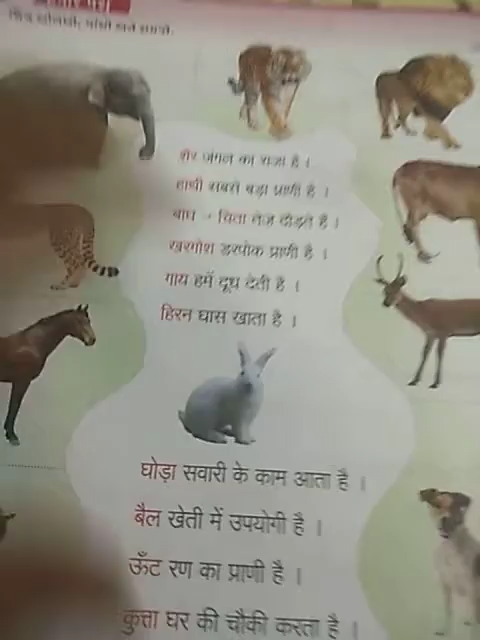 शेर जंगल का राजा है ।
हाथी सबसे बड़ा प्राणी है ।
बाघ - चिता तेज दौड़ते है ।
खरगोश डरपोक प्राणी है ।
गाय हमें दूध देती है ।
हिरन घास खाता है ।
घोड़ा सवारी के काम आता है ।
बैल खेती में उपयोगी है ।
ऊँट रण का प्राणी है ।
कुत्ता घर की चौकी करता है ।